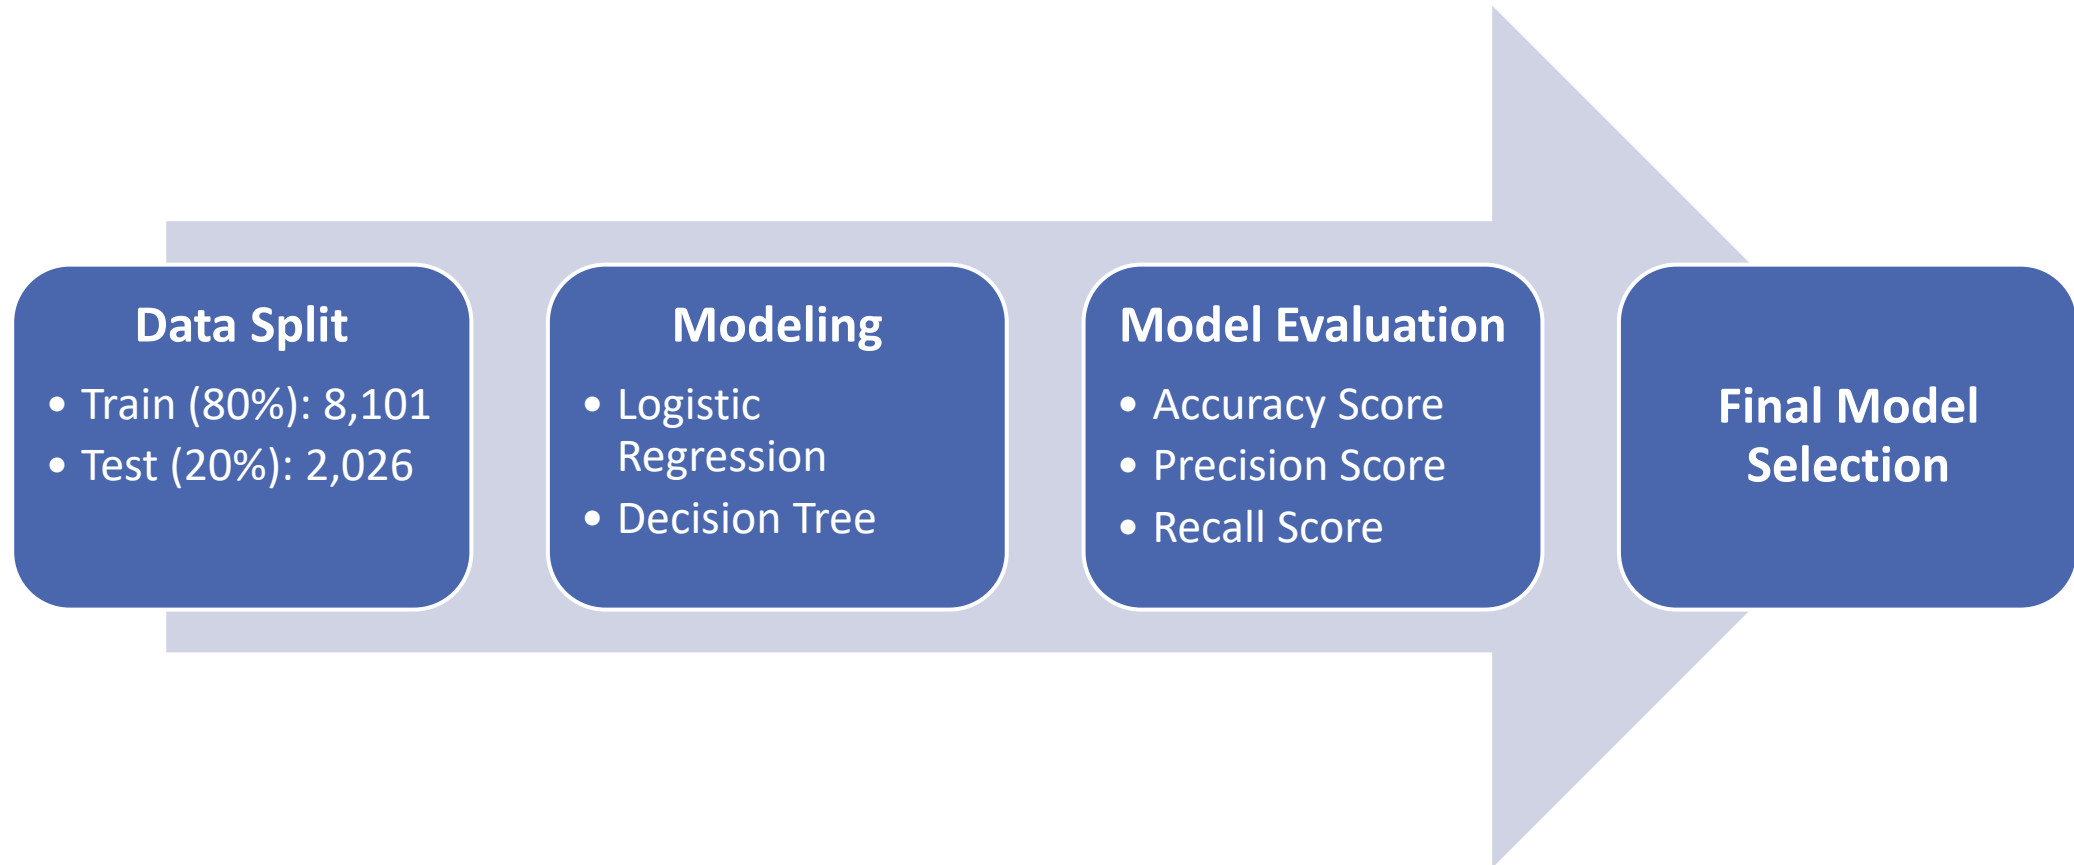 Data Split
• Train (80%): 8,101
• Test (20%): 2,026
Modeling
• Logistic
Regression
• Decision Tree
Model Evaluation
• Accuracy Score
• Precision Score
• Recall Score
Final Model
Selection